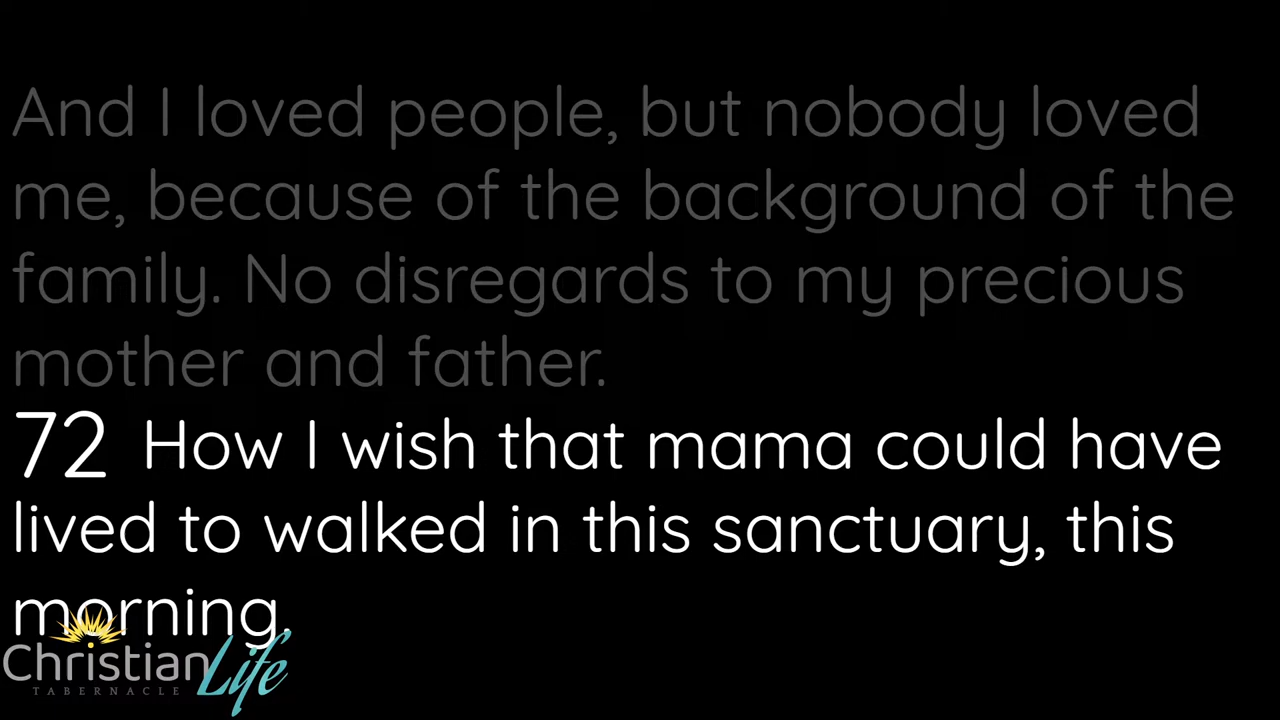 And I loved people, but nobody loved
me, because of the background of the
family. No disregards to my precious
mother and father.
72 How I wish that mama could have
lived to walked in this sanctuary, this
morning.
Christian Life
TABERNACLE